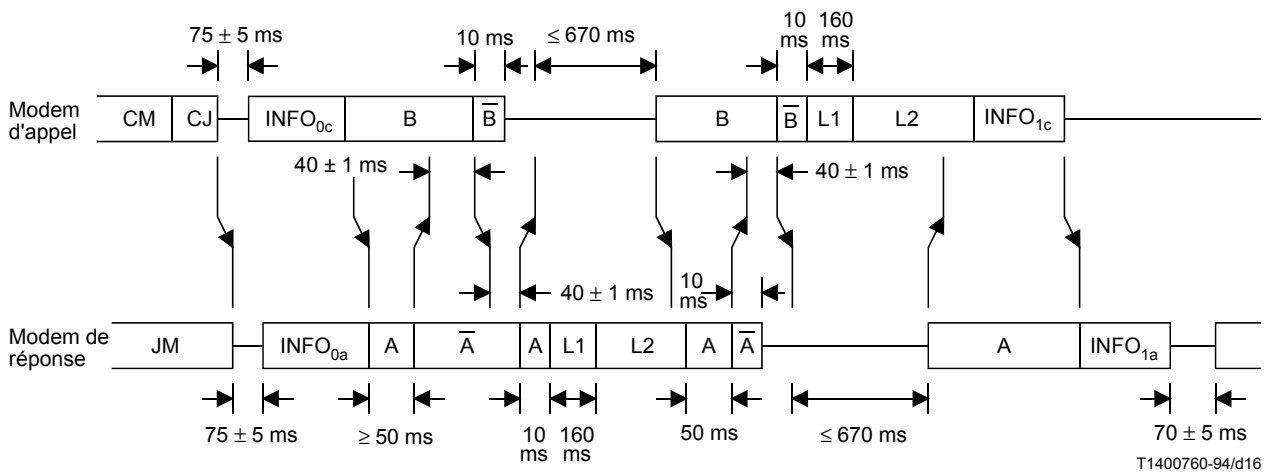 10 160
75 ± 5 ms 10 ms ≤ 670 ms ms ms
Modem
d'appel
CM CJ INFO0c B B̅ B B̅ L1 L2 INFO1c
40 ± 1 ms 40 ± 1 ms
10
ms
40 ± 1 ms
Modem de
réponse
JM INFO0a A A̅ A L1 L2 A A̅ A INFO1a
75 ± 5 ms ≥ 50 ms 10 160 50 ms ≤ 670 ms 70 ± 5 ms
ms ms
T1400760-94/d16